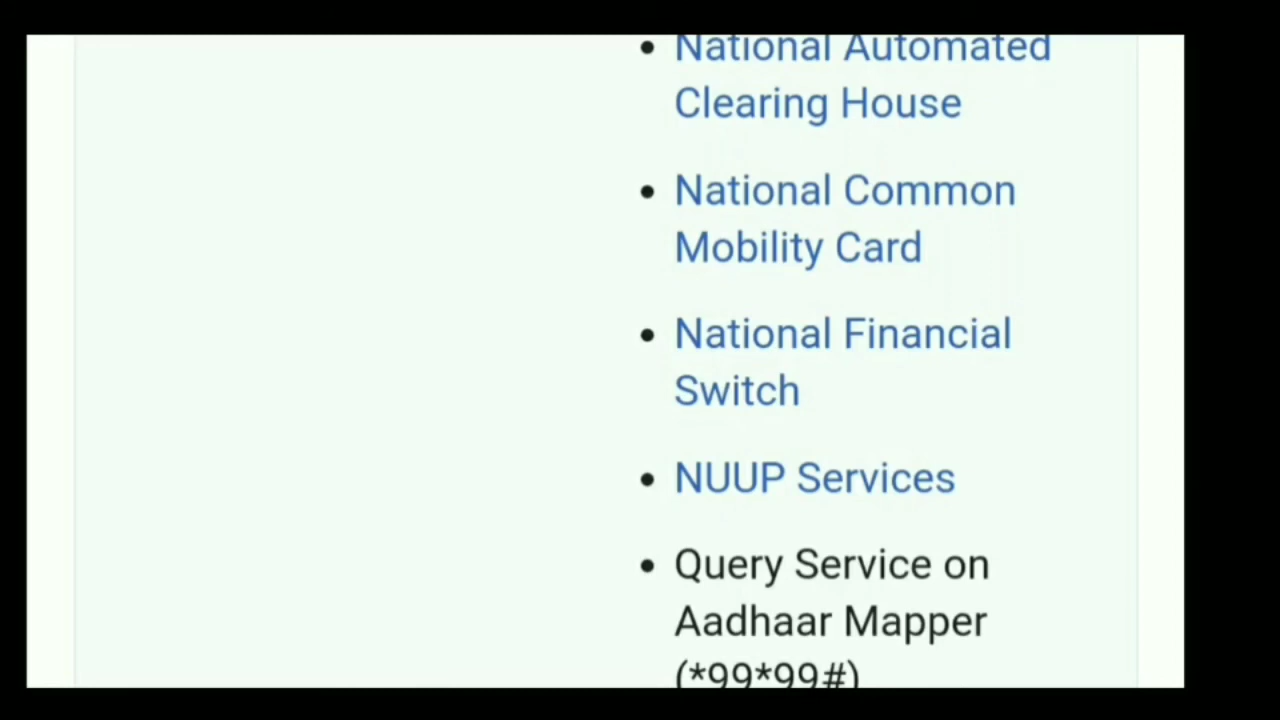 National Automated
Clearing House
National Common
Mobility Card
National Financial
Switch
NUUP Services
Query Service on
Aadhaar Mapper
(*99*99#)